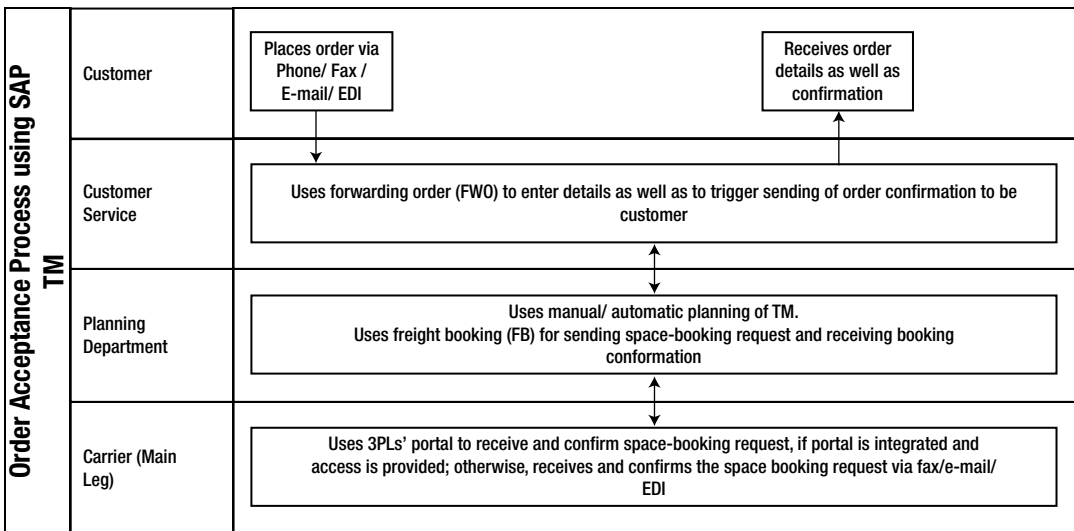 Order Acceptance Process using SAP
TM
Customer
Places order via
Phone/ Fax /
E-mail/ EDI
Receives order
details as well as
confirmation
Customer
Service
Uses forwarding order (FWO) to enter details as well as to trigger sending of order confirmation to be
customer
Planning
Department
Uses manual/ automatic planning of TM.
Uses freight booking (FB) for sending space-booking request and receiving booking
conformation
Carrier (Main
Leg)
Uses 3PLs’ portal to receive and confirm space-booking request, if portal is integrated and
access is provided; otherwise, receives and confirms the space booking request via fax/e-mail/
EDI